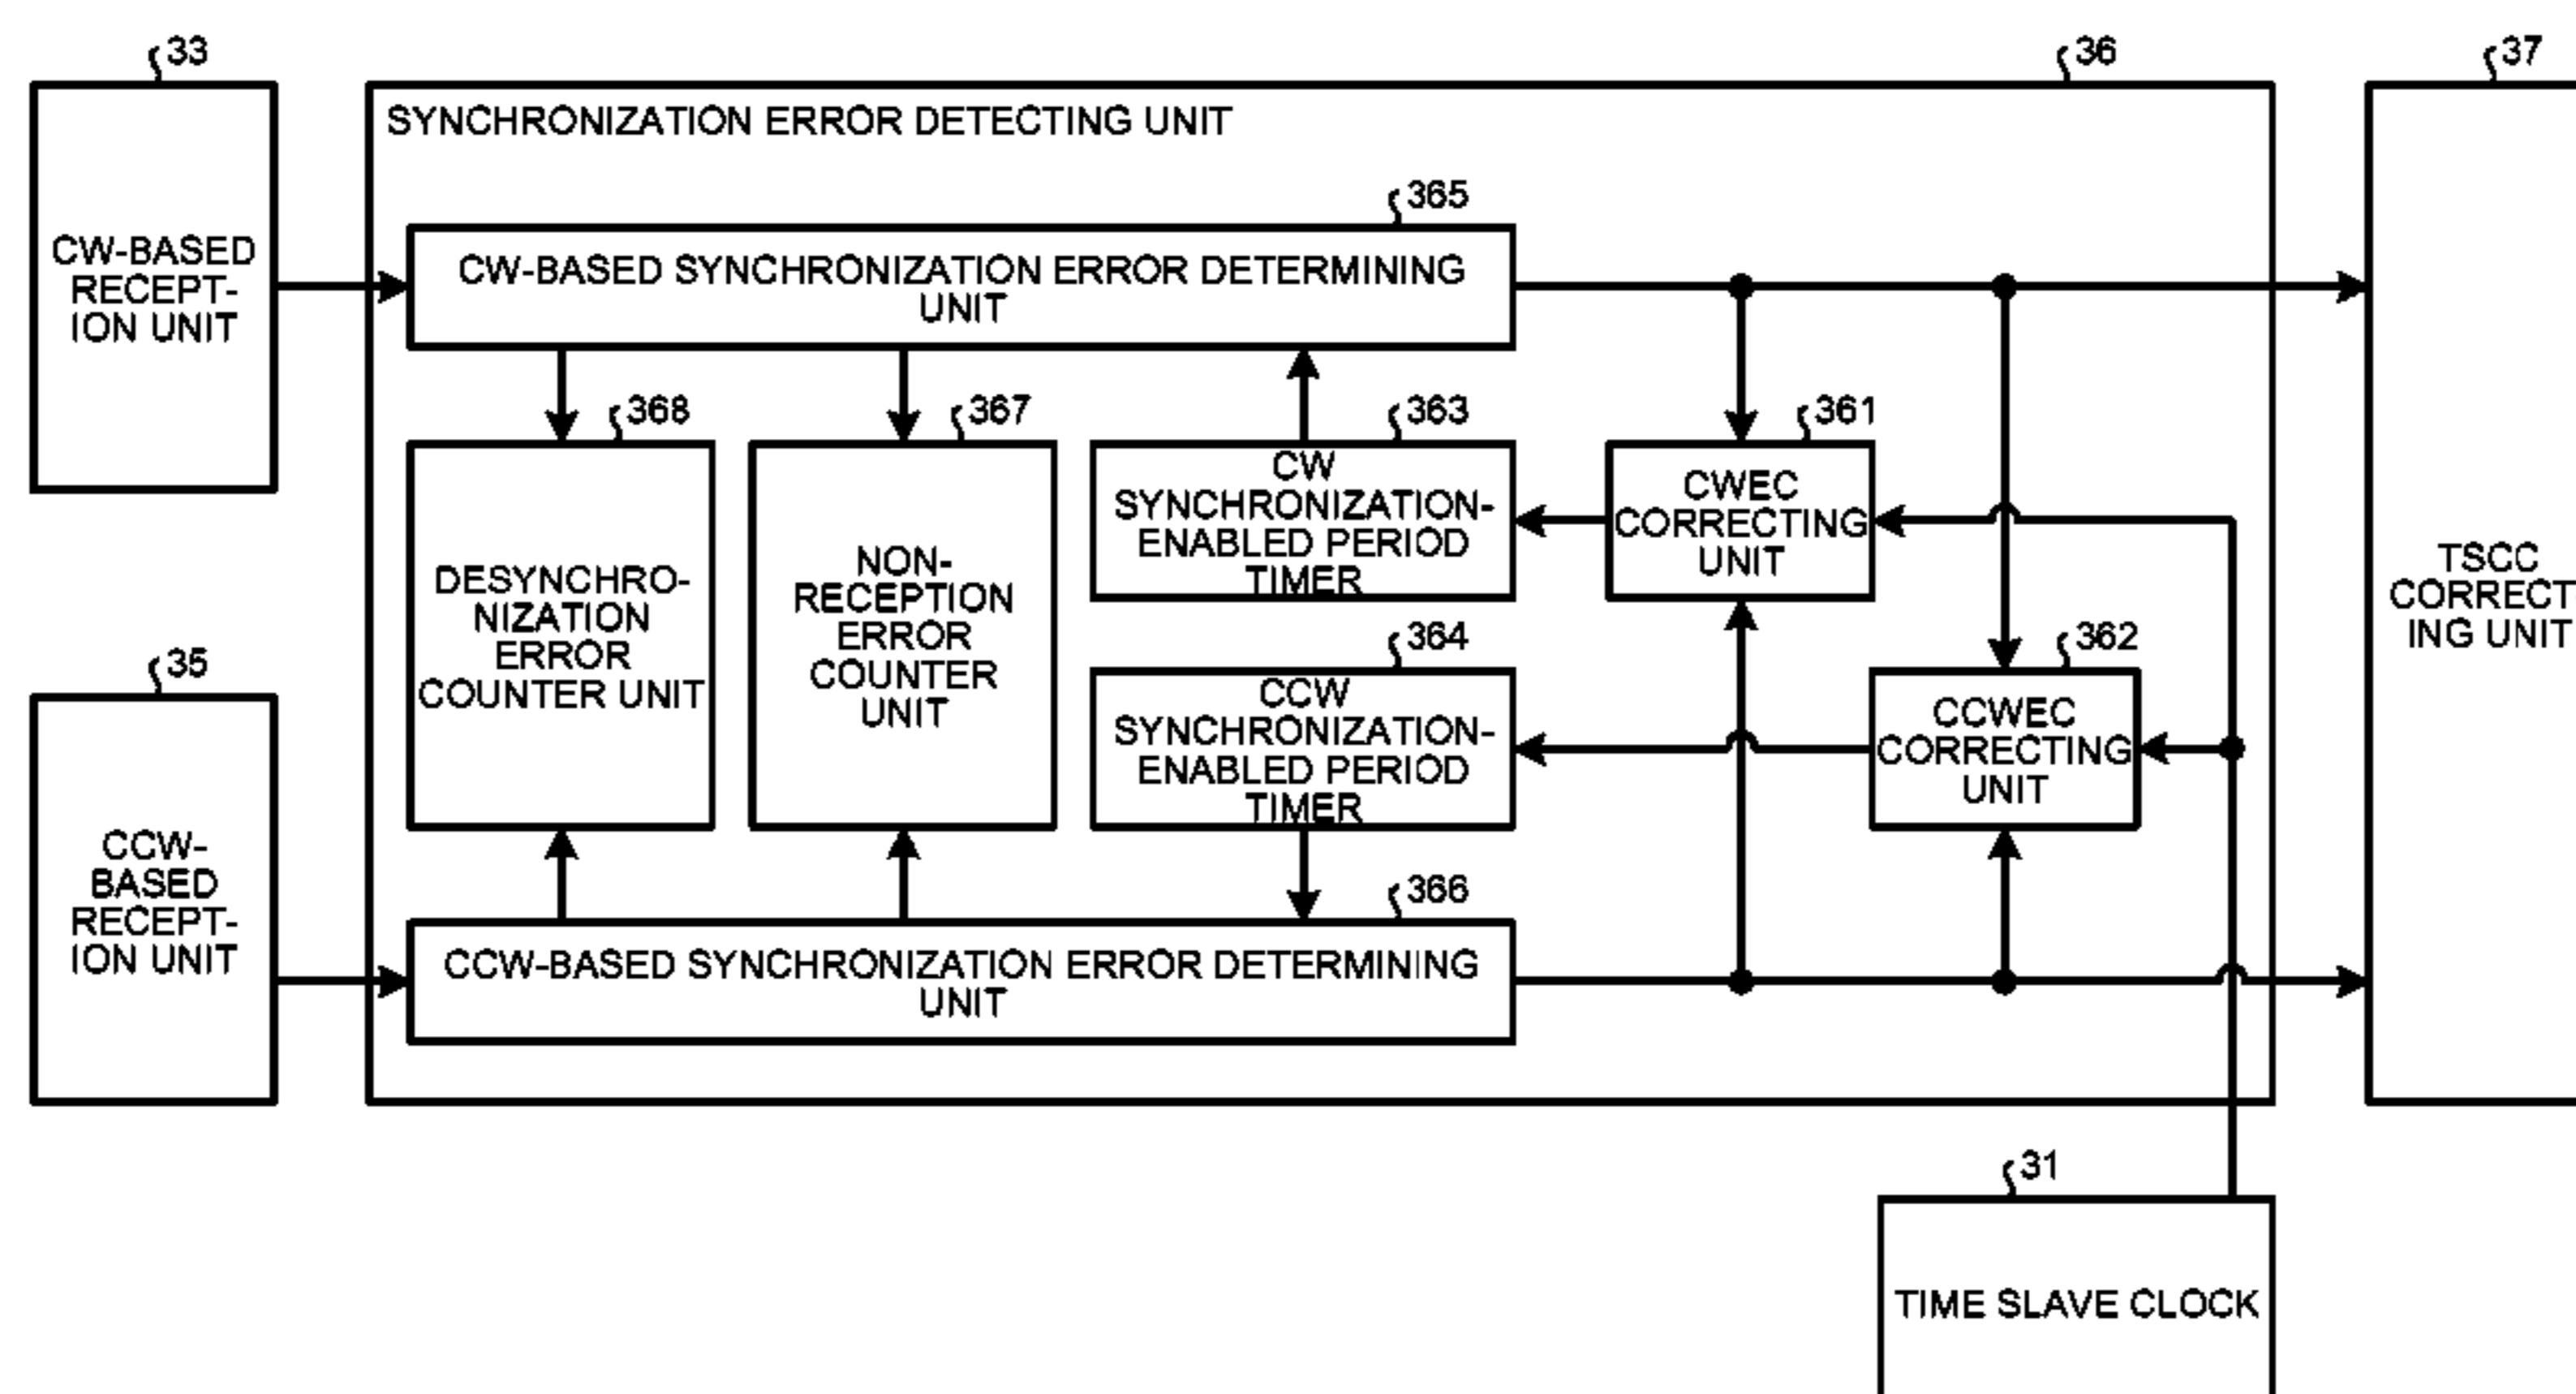 33
36
37
SYNCHRONIZATION ERROR DETECTING UNIT
CW-BASED
RECEPT-
ION UNIT
365
CW-BASED SYNCHRONIZATION ERROR DETERMINING
UNIT
368
DESYNCHRO-
NIZATION
ERROR
COUNTER UNIT
367
NON-
RECEPTION
ERROR
COUNTER
UNIT
363
CW
SYNCHRONIZATION-
ENABLED PERIOD
TIMER
361
CWEC
CORRECTING
UNIT
364
CCW
SYNCHRONIZATION-
ENABLED PERIOD
TIMER
362
CCWEC
CORRECTING
UNIT
TSCC
CORRECT-
ING UNIT
35
CCW-
BASED
RECEPT-
ION UNIT
366
CCW-BASED SYNCHRONIZATION ERROR DETERMINING
UNIT
31
TIME SLAVE CLOCK